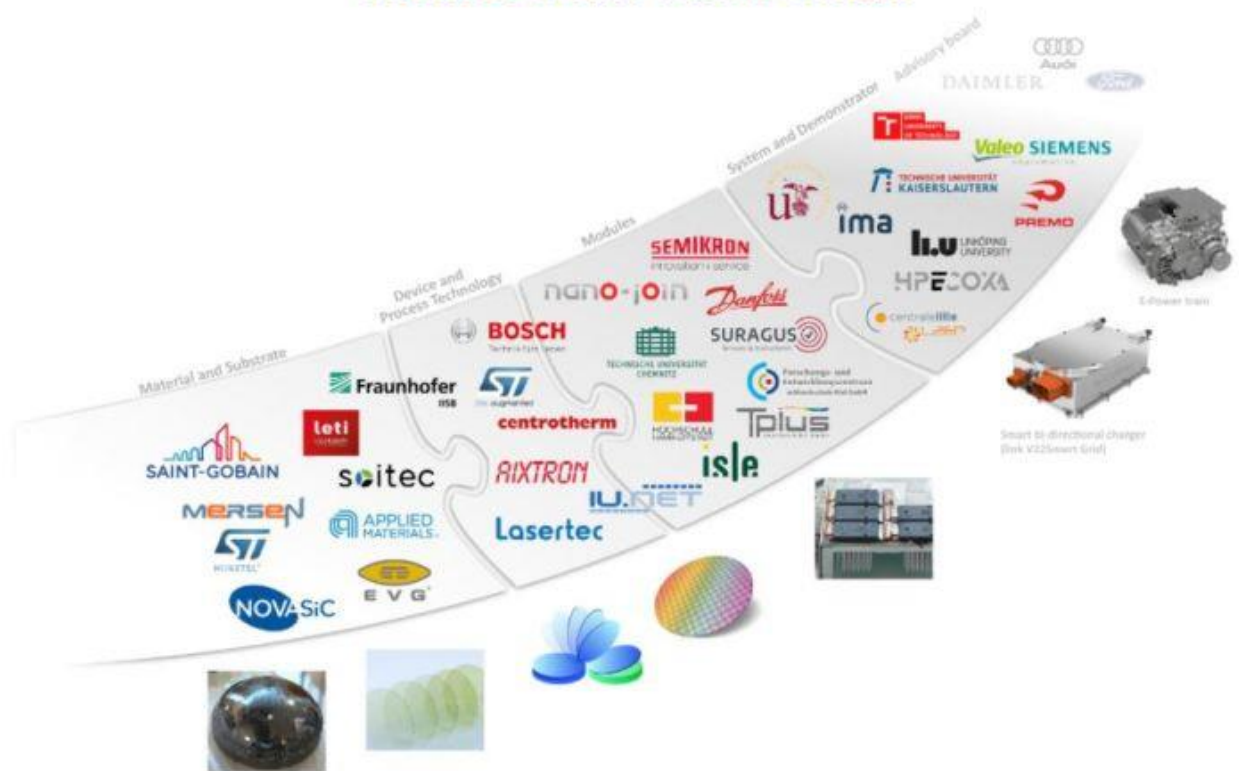 Advisory board
Audi
DAIMLER
Ford
System and Demonstrator
Valeo SIEMENS
TECHNISCHE UNIVERSITÄT
KAISERSLAUTERN
PREMO
ima
LINKÖPING
UNIVERSITY
HPECOXA
centralelille
E-Power train
Smart bi-directional charger
Modules
SEMIKRON
innovation+service
nano-join
Danfoss
SURAGUS
TECHNISCHE UNIVERSITÄT
CHEMNITZ
Forschungs- und
Entwicklungszentrum
HOCHSCHULE
Tplus
isle
Device and
Process Technology
BOSCH
ST
centrotherm
AIXTRON
IU.NET
Lasertec
Material and Substrate
Fraunhofer
IISB
leti
SAINT-GOBAIN
soitec
MERSEN
APPLIED
MATERIALS
ST
EVG
NOVASiC